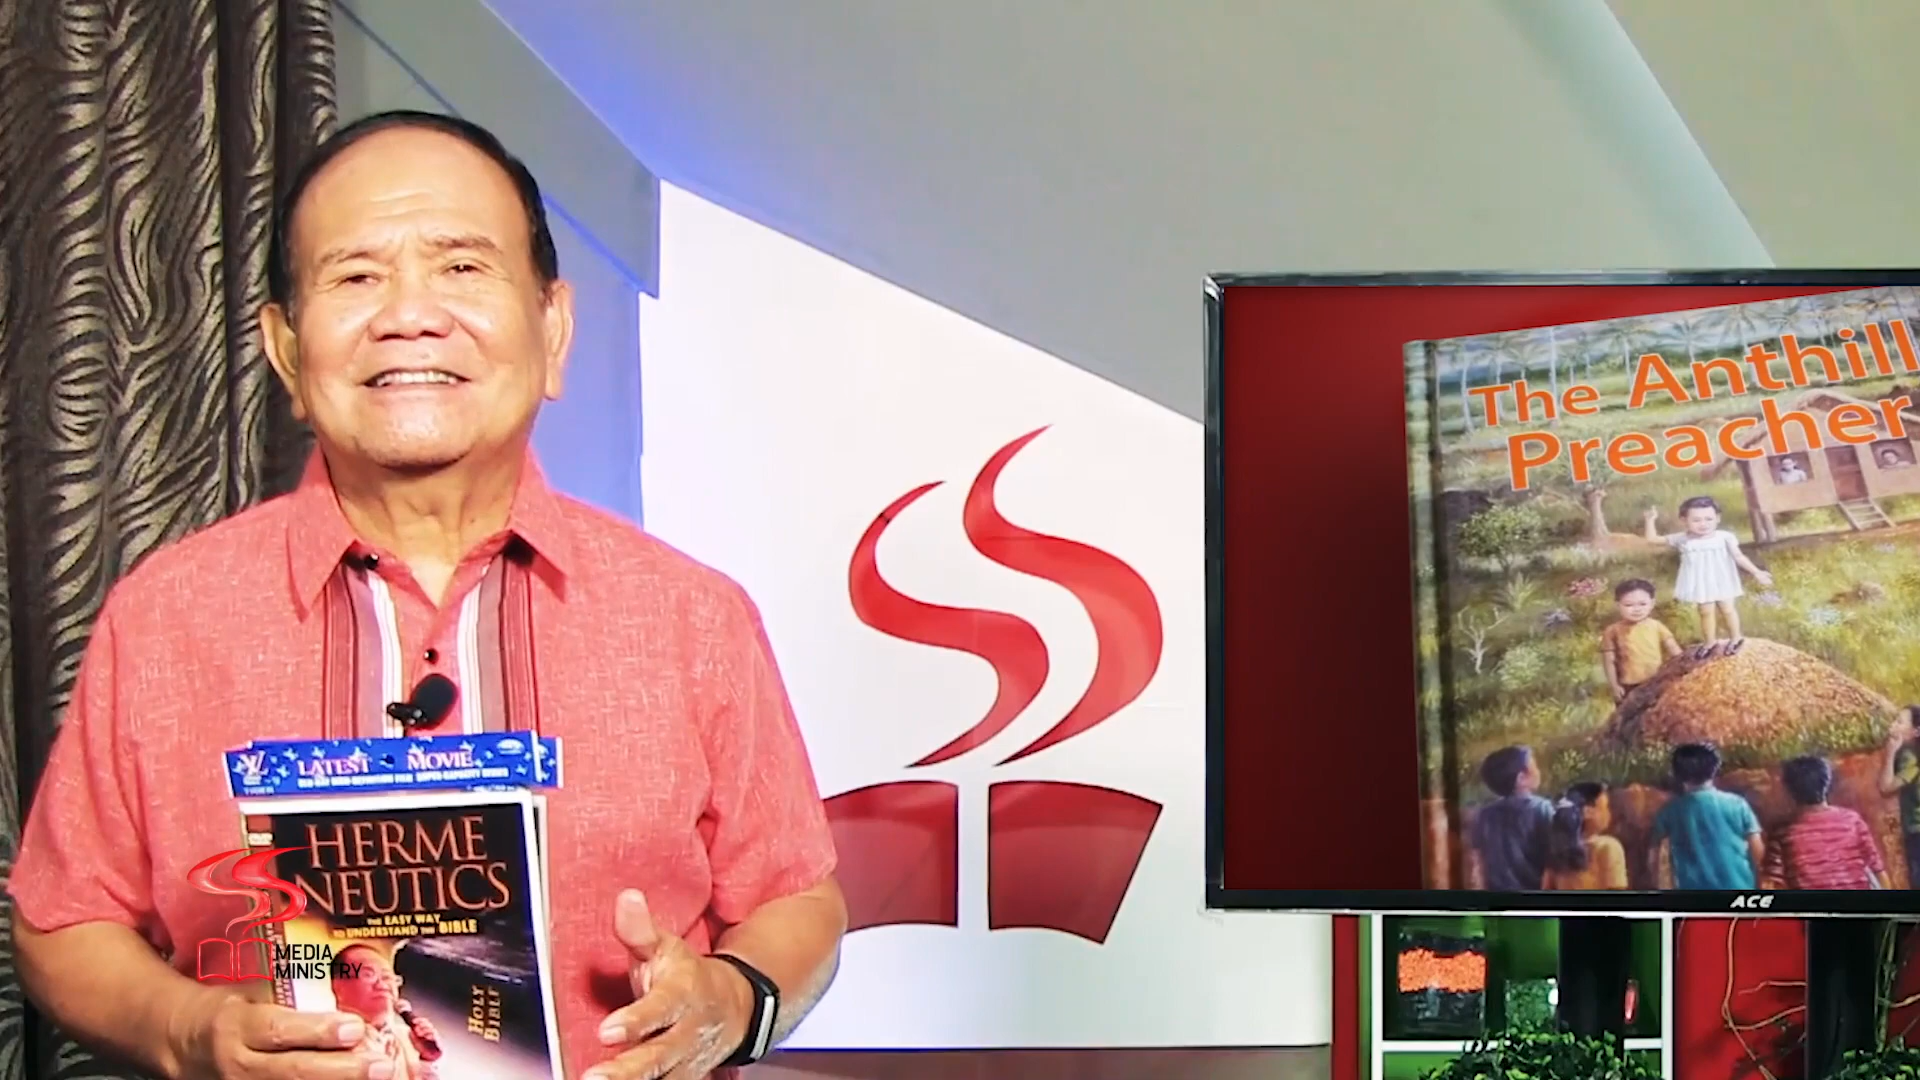 The Anthill
Preacher
ACE
LATEST MOVIE
HERME
NEUTICS
THE EASY WAY
TO UNDERSTAND THE BIBLE
HOLY
BIBLE
MEDIA
MINISTRY